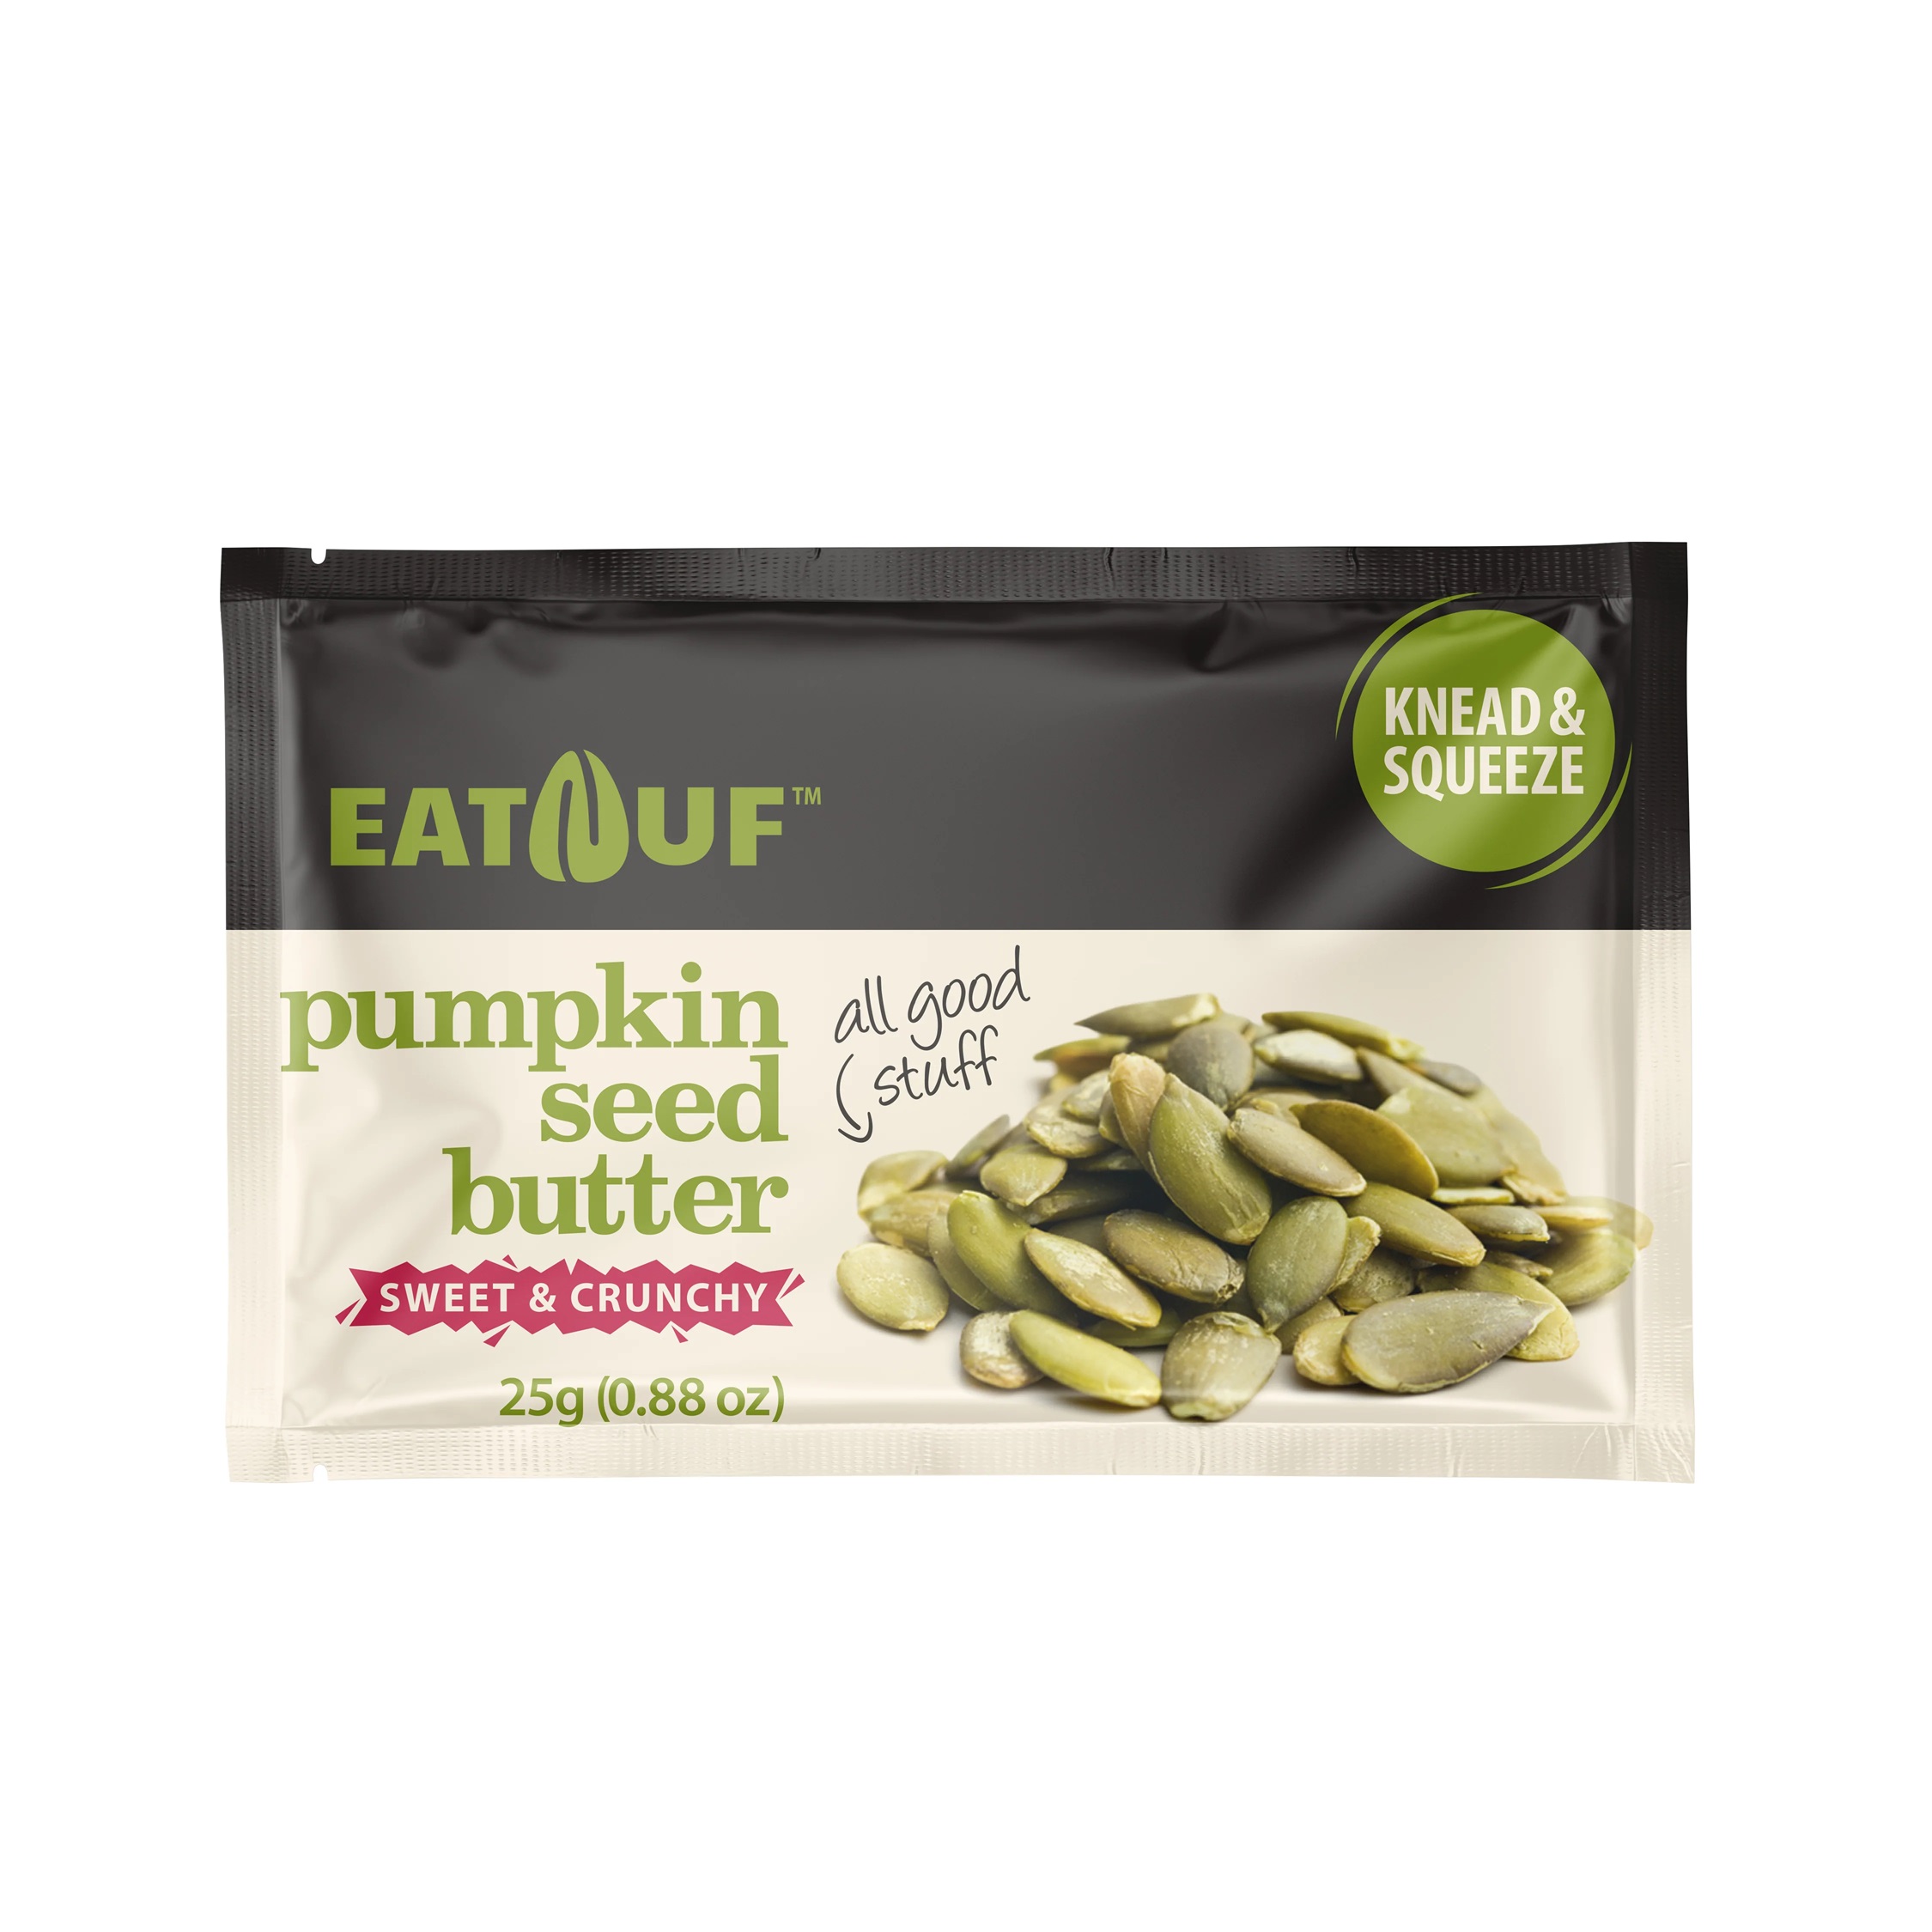 EATNUF™
KNEAD &
SQUEEZE
pumpkin
seed
butter
all good
stuff
SWEET & CRUNCHY
25g (0.88 oz)